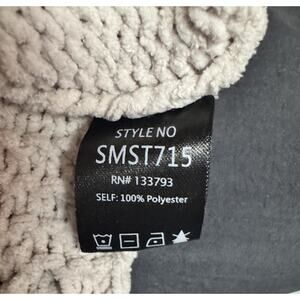 STYLE NO
SMST715
RN# 133793
SELF: 100% Polyester